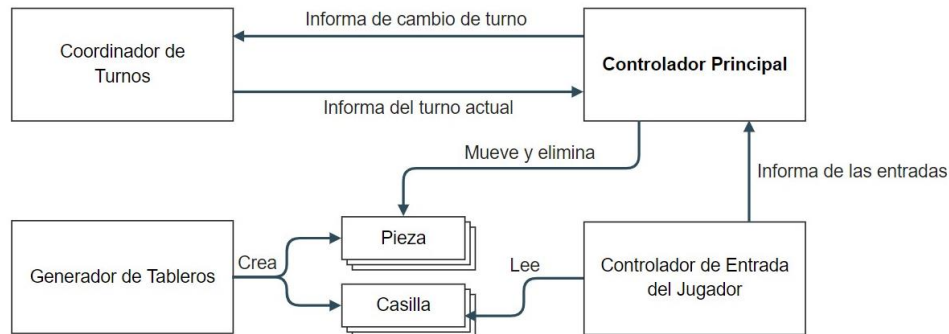 Informa de cambio de turno
Coordinador de
Turnos
Controlador Principal
Informa del turno actual
Mueve y elimina
Informa de las entradas
Generador de Tableros
Crea
Pieza
Casilla
Lee
Controlador de Entrada
del Jugador